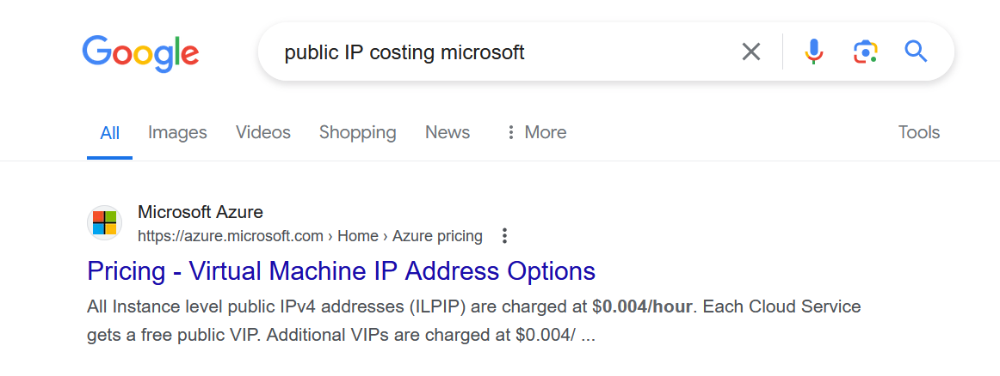 Google
public IP costing microsoft
All Images Videos Shopping News More Tools
Microsoft Azure
https://azure.microsoft.com › Home › Azure pricing
Pricing - Virtual Machine IP Address Options
All Instance level public IPv4 addresses (ILPIP) are charged at $0.004/hour. Each Cloud Service
gets a free public VIP. Additional VIPs are charged at $0.004/ ...